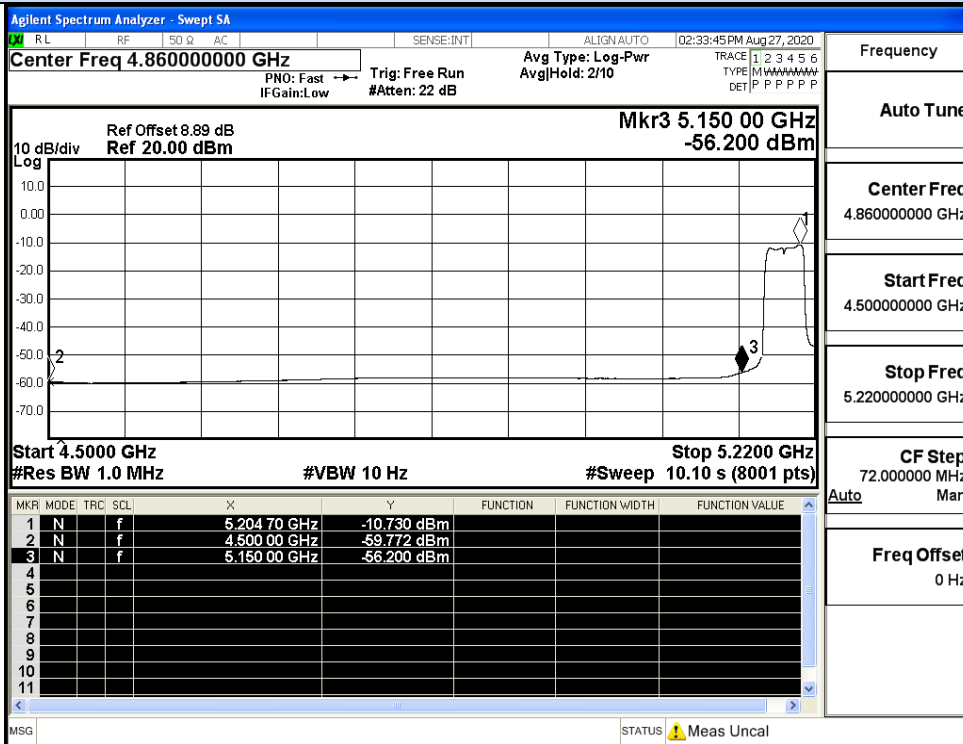 Agilent Spectrum Analyzer - Swept SA
LXI RL RF 50 Ω AC SENSE:INT ALIGN AUTO 02:33:45 PM Aug 27, 2020
Center Freq 4.860000000 GHz
PNO: Fast
IFGain:Low
Trig: Free Run
#Atten: 22 dB
Avg Type: Log-Pwr
Avg|Hold: 2/10
TRACE 1 2 3 4 5 6
TYPE M W W W W W
DET P P P P P P
Mkr3 5.150 00 GHz
-56.200 dBm
Ref Offset 8.89 dB
10 dB/div Ref 20.00 dBm
Log
10.0
0.00
-10.0
-20.0
-30.0
-40.0
-50.0
-60.0
-70.0
1
2
3
Start 4.5000 GHz Stop 5.2200 GHz
#Res BW 1.0 MHz #VBW 10 Hz #Sweep 10.10 s (8001 pts)
MKR MODE TRC SCL X Y FUNCTION FUNCTION WIDTH FUNCTION VALUE
1 N f 5.204 70 GHz -10.730 dBm
2 N f 4.500 00 GHz -59.772 dBm
3 N f 5.150 00 GHz -56.200 dBm
4
5
6
7
8
9
10
11
MSG STATUS Meas Uncal
Frequency
Auto Tune
Center Freq
4.860000000 GHz
Start Freq
4.500000000 GHz
Stop Freq
5.220000000 GHz
CF Step
72.000000 MHz
Auto Man
Freq Offset
0 Hz